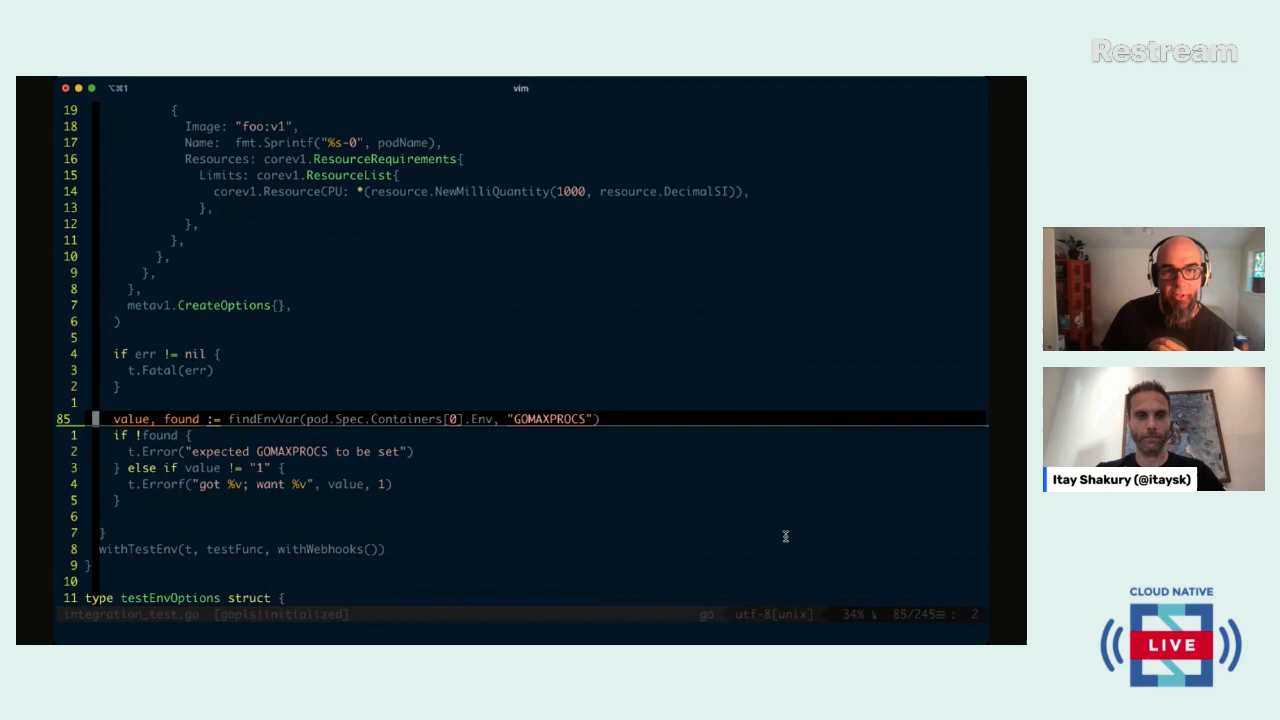 Restream
⌥⌘1
vim
19 {
18 Image: "foo:v1",
17 Name: fmt.Sprintf("%s-0", podName),
16 Resources: corev1.ResourceRequirements{
15 Limits: corev1.ResourceList{
14 corev1.ResourceCPU: *(resource.NewMilliQuantity(1000, resource.DecimalSI)),
13 },
12 },
11 },
10 },
9 },
8 },
7 metav1.CreateOptions{},
6 )
5
4 if err != nil {
3 t.Fatal(err)
2 }
1
85 value, found := findEnvVar(pod.Spec.Containers[0].Env, "GOMAXPROCS")
1 if !found {
2 t.Error("expected GOMAXPROCS to be set")
3 } else if value != "1" {
4 t.Errorf("got %v; want %v", value, 1)
5 }
6
7 }
8 withTestEnv(t, testFunc, withWebhooks())
9 }
10
11 type testEnvOptions struct {
integration_test.go [gopls|initialized] go utf-8[unix] 34% 85/245≡ : 2
Itay Shakury (@itaysk)
CLOUD NATIVE
LIVE